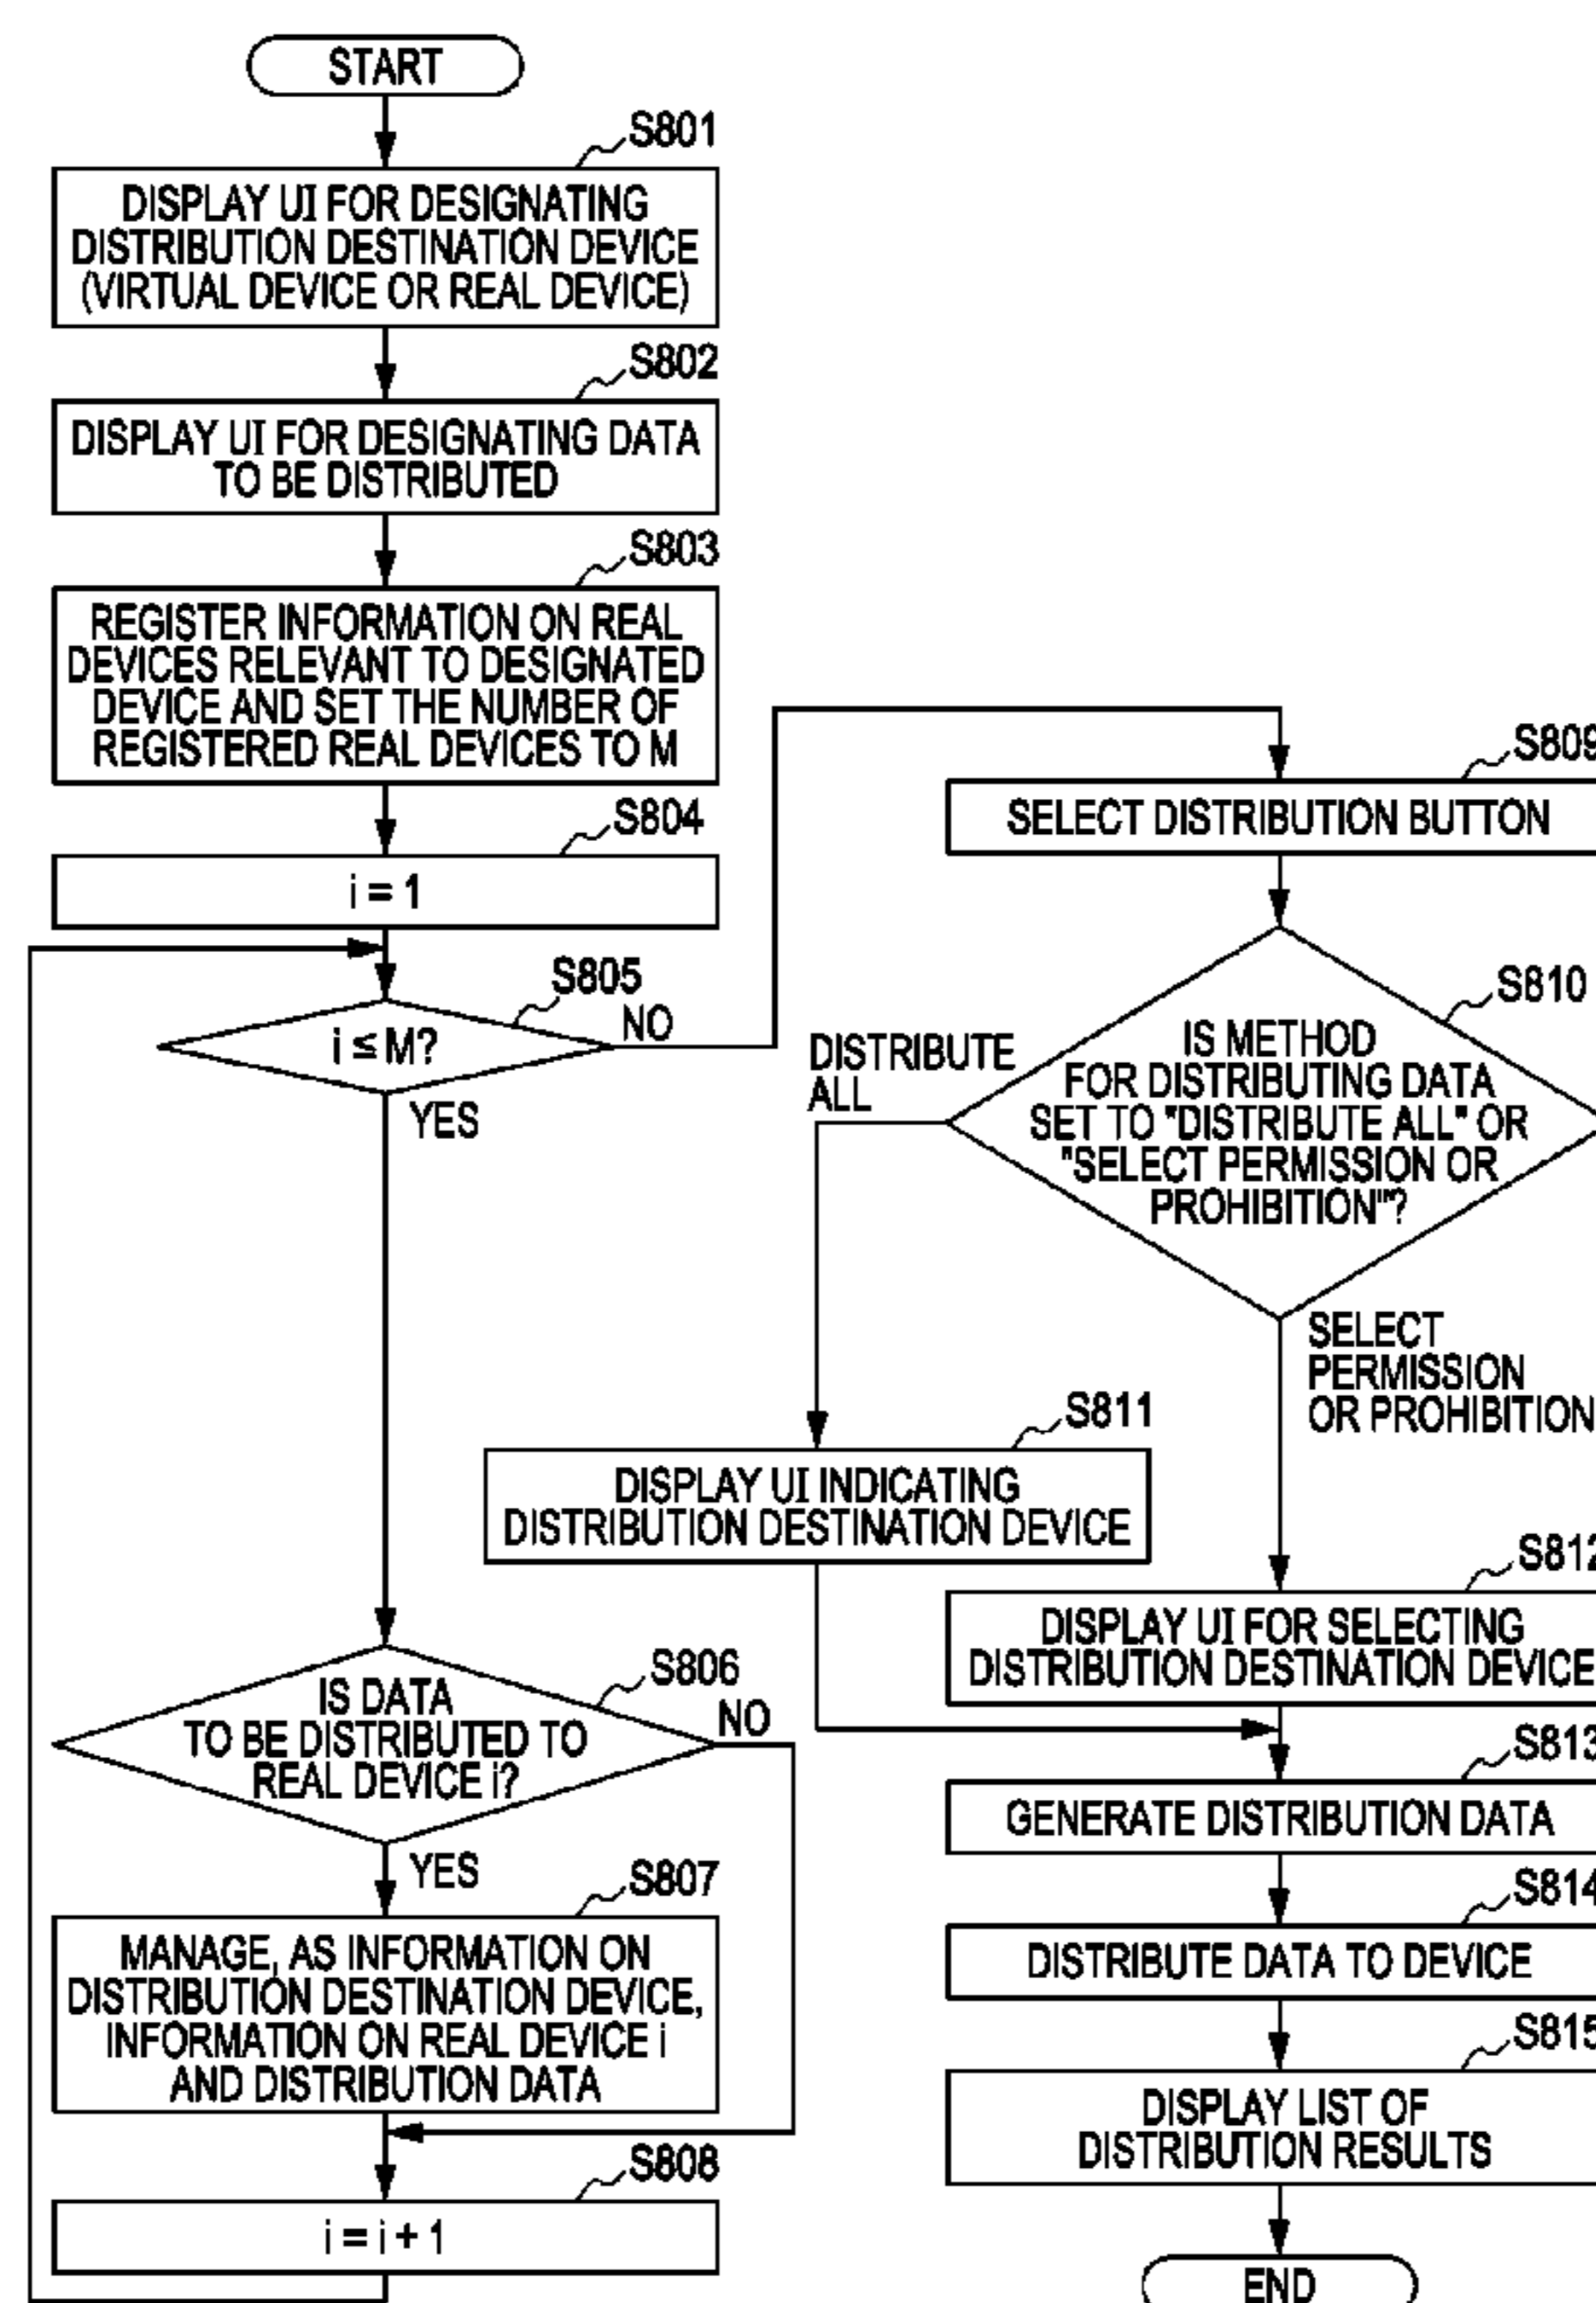 START
S801
DISPLAY UI FOR DESIGNATING
DISTRIBUTION DESTINATION DEVICE
(VIRTUAL DEVICE OR REAL DEVICE)
S802
DISPLAY UI FOR DESIGNATING DATA
TO BE DISTRIBUTED
S803
REGISTER INFORMATION ON REAL
DEVICES RELEVANT TO DESIGNATED
DEVICE AND SET THE NUMBER OF
REGISTERED REAL DEVICES TO M
S804
i = 1
S805
i ≤ M?
NO
YES
S806
IS DATA
TO BE DISTRIBUTED TO
REAL DEVICE i?
NO
YES
S807
MANAGE, AS INFORMATION ON
DISTRIBUTION DESTINATION DEVICE,
INFORMATION ON REAL DEVICE i
AND DISTRIBUTION DATA
S808
i = i + 1
S809
SELECT DISTRIBUTION BUTTON
S810
IS METHOD
FOR DISTRIBUTING DATA
SET TO "DISTRIBUTE ALL" OR
"SELECT PERMISSION OR
PROHIBITION"?
DISTRIBUTE
ALL
SELECT
PERMISSION
OR PROHIBITION
S811
DISPLAY UI INDICATING
DISTRIBUTION DESTINATION DEVICE
S812
DISPLAY UI FOR SELECTING
DISTRIBUTION DESTINATION DEVICE
S813
GENERATE DISTRIBUTION DATA
S814
DISTRIBUTE DATA TO DEVICE
S815
DISPLAY LIST OF
DISTRIBUTION RESULTS
END